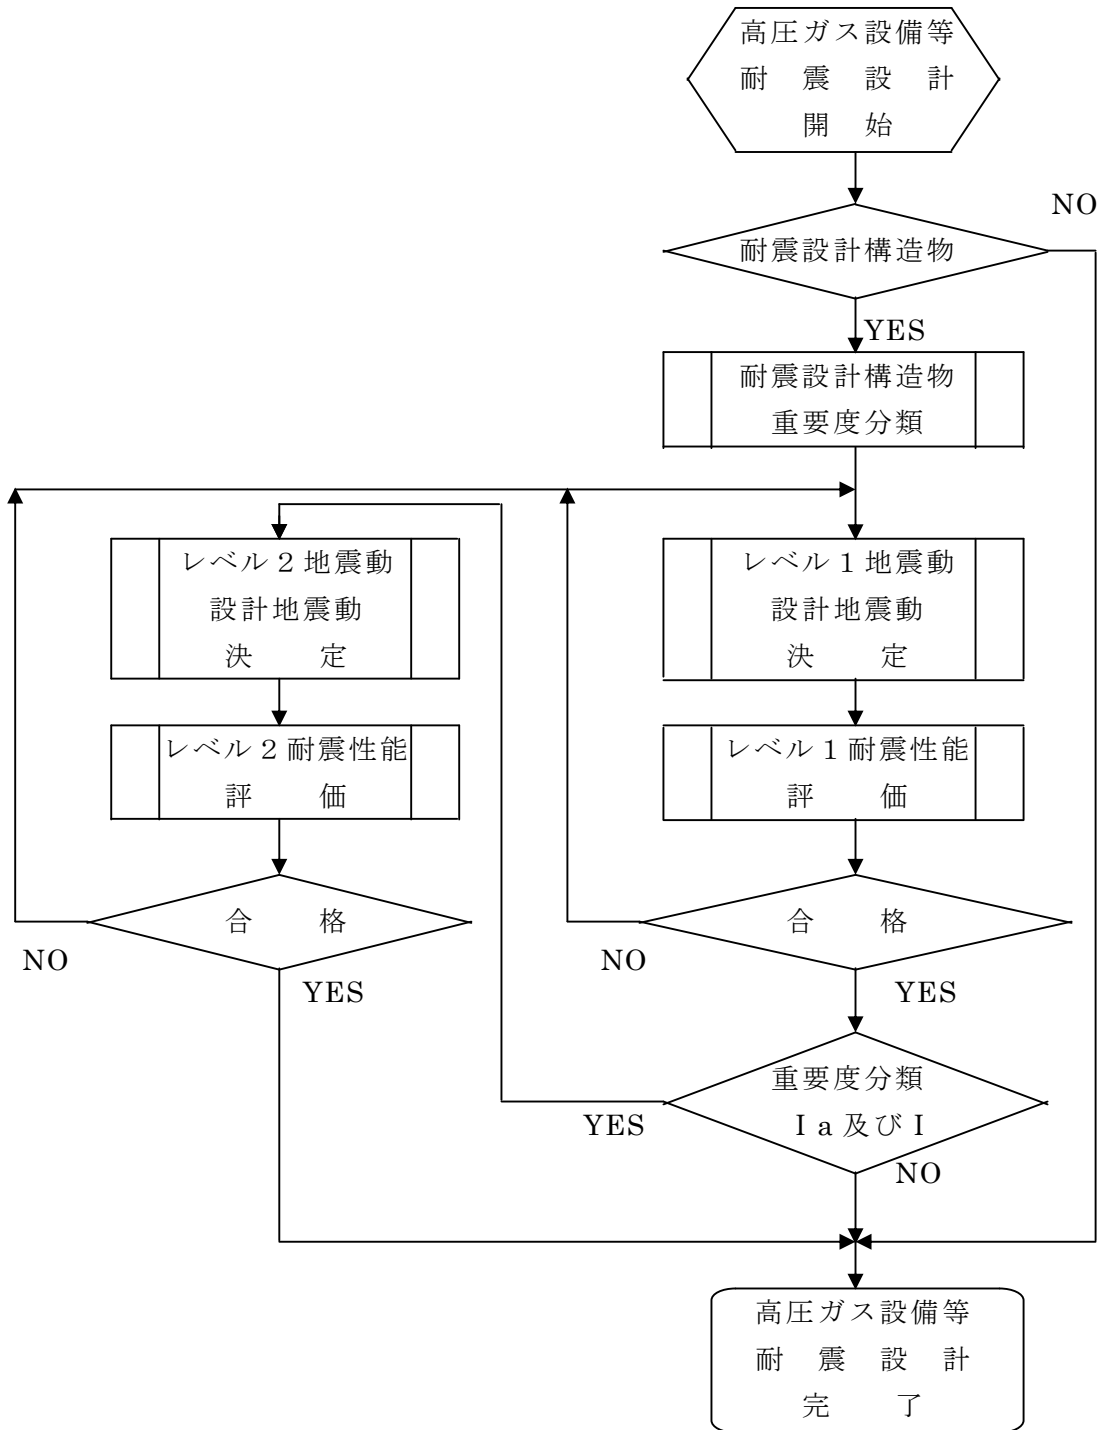 高圧ガス設備等
耐 震 設 計
開 始
NO
耐震設計構造物
YES
耐震設計構造物
重要度分類
レベル２地震動
設計地震動
決 定
レベル１地震動
設計地震動
決 定
レベル２耐震性能
評 価
レベル１耐震性能
評 価
合 格
NO
YES
合 格
NO
YES
重要度分類
Ⅰａ及びⅠ
YES
NO
高圧ガス設備等
耐 震 設 計
完 了